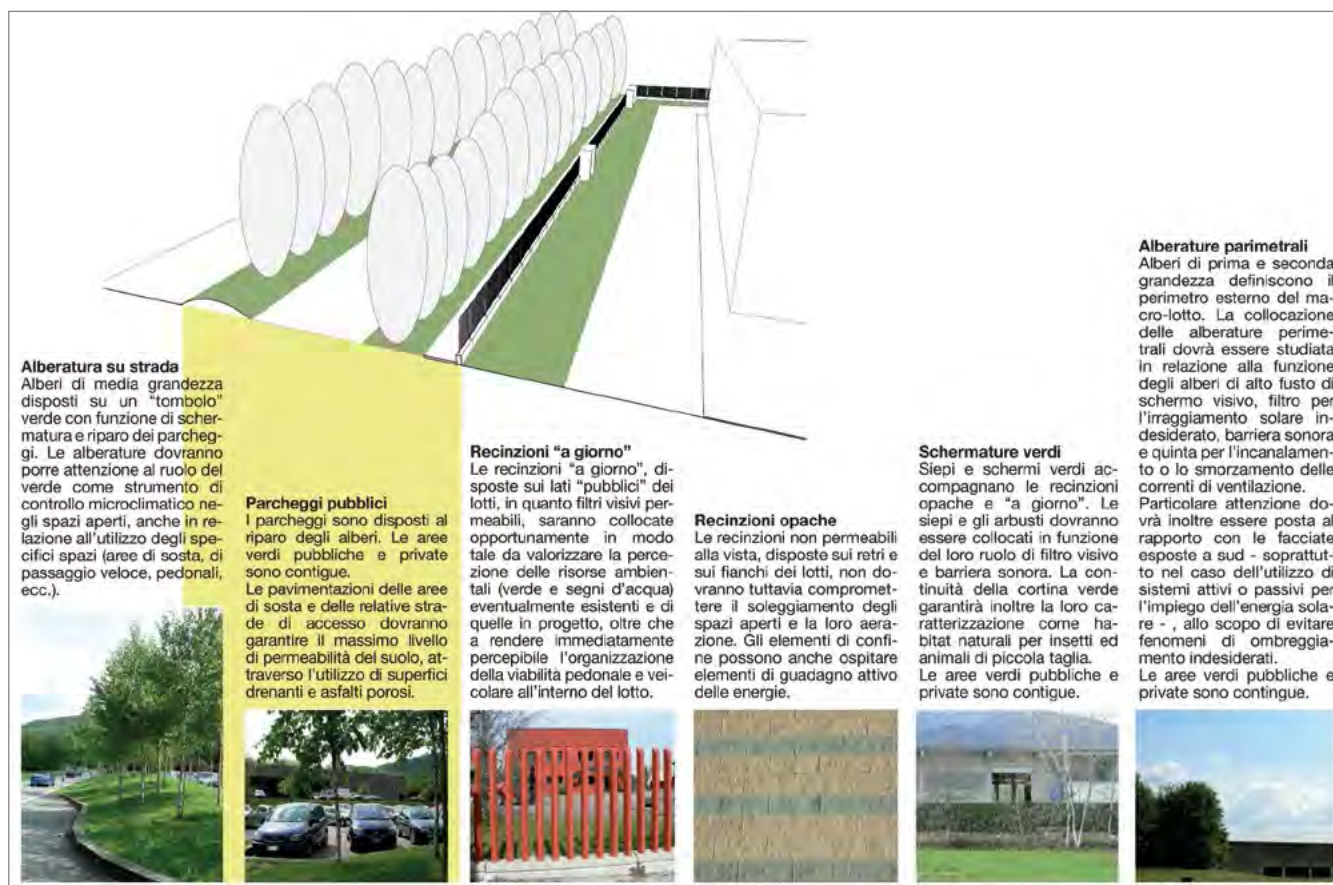 Alberatura su strada
Alberi di media grandezza
disposti su un "tombolo"
verde con funzione di scher-
matura e riparo dei parcheg-
gi. Le alberature dovranno
porre attenzione al ruolo del
verde come strumento di
controllo microclimatico ne-
gli spazi aperti, anche in re-
lazione all'utilizzo degli spe-
cifici spazi (aree di sosta, di
passaggio veloce, pedonali,
ecc.).
Parcheggi pubblici
I parcheggi sono disposti al
riparo degli alberi. Le aree
verdi pubbliche e private
sono contigue.
Le pavimentazioni delle aree
di sosta e delle relative stra-
de di accesso dovranno
garantire il massimo livello
di permeabilità del suolo, at-
traverso l'utilizzo di superfici
drenanti e asfalti porosi.
Recinzioni "a giorno"
Le recinzioni "a giorno", di-
sposte sui lati "pubblici" dei
lotti, in quanto filtri visivi per-
meabili, saranno collocate
opportunamente in modo
tale da valorizzare la perce-
zione delle risorse ambien-
tali (verde e segni d'acqua)
eventualmente esistenti e di
quelle in progetto, oltre che
a rendere immediatamente
percepibile l'organizzazione
della viabilità pedonale e vei-
colare all'interno del lotto.
Recinzioni opache
Le recinzioni non permeabili
alla vista, disposte sui retri e
sui fianchi dei lotti, non do-
vranno tuttavia compromet-
tere il soleggiamento degli
spazi aperti e la loro aera-
zione. Gli elementi di confi-
ne possono anche ospitare
elementi di guadagno attivo
delle energie.
Schermature verdi
Siepi e schermi verdi ac-
compagnano le recinzioni
opache e "a giorno". Le
siepi e gli arbusti dovranno
essere collocati in funzione
del loro ruolo di filtro visivo
e barriera sonora. La con-
tinuità della cortina verde
garantirà inoltre la loro ca-
ratterizzazione come ha-
bitat naturali per insetti ed
animali di piccola taglia.
Le aree verdi pubbliche e
private sono contigue.
Alberature parimetrali
Alberi di prima e seconda
grandezza definiscono il
perimetro esterno del ma-
cro-lotto. La collocazione
delle alberature perime-
trali dovrà essere studiata
in relazione alla funzione
degli alberi di alto fusto di
schermo visivo, filtro per
l'irraggiamento solare in-
desiderato, barriera sonora
e quinta per l'incanalamen-
to o lo smorzamento delle
correnti di ventilazione.
Particolare attenzione do-
vrà inoltre essere posta al
rapporto con le facciate
esposte a sud - soprattut-
to nel caso dell'utilizzo di
sistemi attivi o passivi per
l'impiego dell'energia sola-
re - , allo scopo di evitare
fenomeni di ombreggia-
mento indesiderati.
Le aree verdi pubbliche e
private sono contingue.